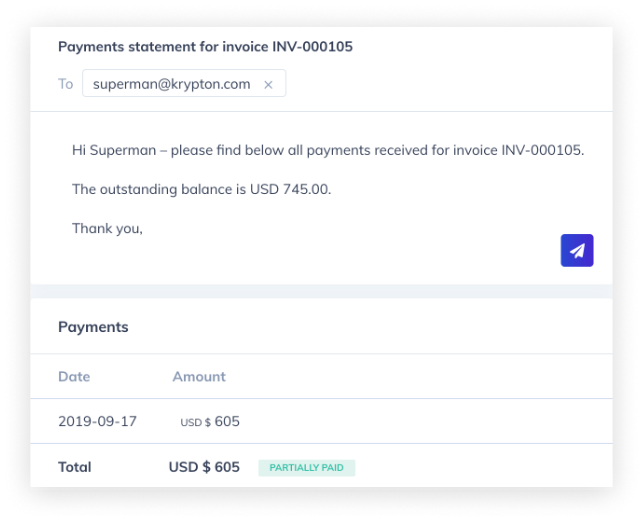 Payments statement for invoice INV-000105
To superman@krypton.com ×
Hi Superman – please find below all payments received for invoice INV-000105.
The outstanding balance is USD 745.00.
Thank you,
Payments
Date Amount
2019-09-17 USD $ 605
Total USD $ 605 PARTIALLY PAID